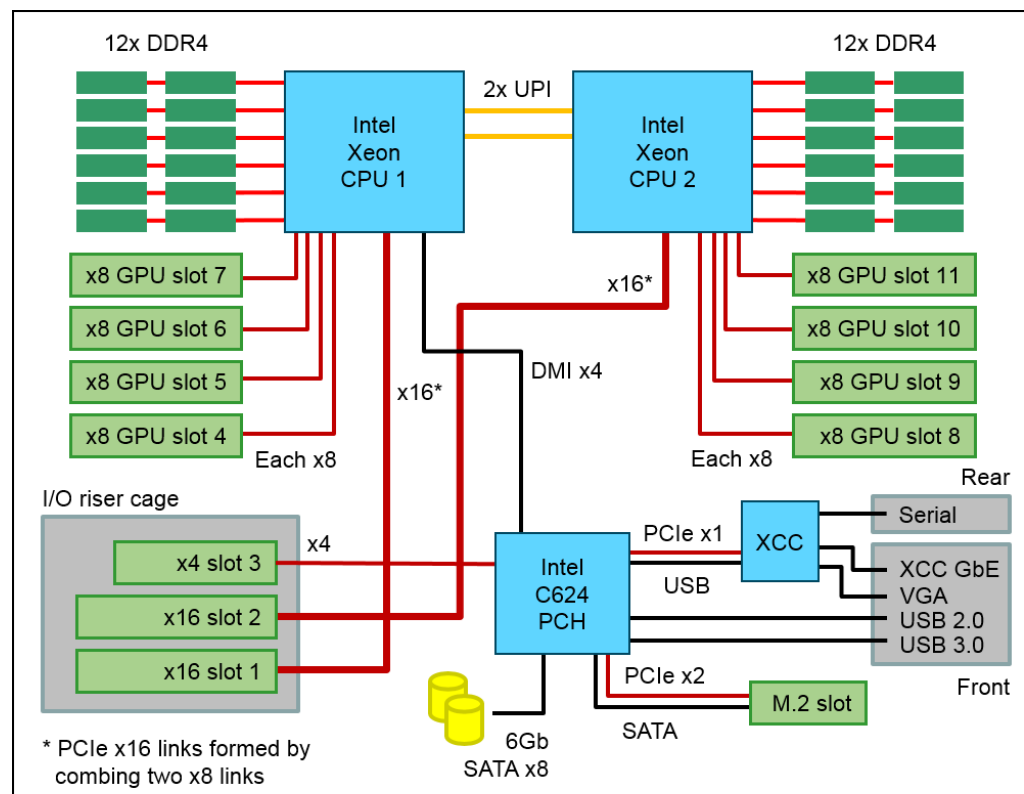 12x DDR4
12x DDR4
2x UPI
Intel
Xeon
CPU 1
Intel
Xeon
CPU 2
x8 GPU slot 7
x8 GPU slot 6
x8 GPU slot 5
x8 GPU slot 4
Each x8
x16*
x16*
DMI x4
x8 GPU slot 11
x8 GPU slot 10
x8 GPU slot 9
x8 GPU slot 8
Each x8
I/O riser cage
x4 slot 3
x16 slot 2
x16 slot 1
x4
Intel
C624
PCH
PCIe x1
USB
XCC
Rear
Serial
XCC GbE
VGA
USB 2.0
USB 3.0
Front
PCIe x2
SATA
M.2 slot
6Gb
SATA x8
* PCIe x16 links formed by
combing two x8 links